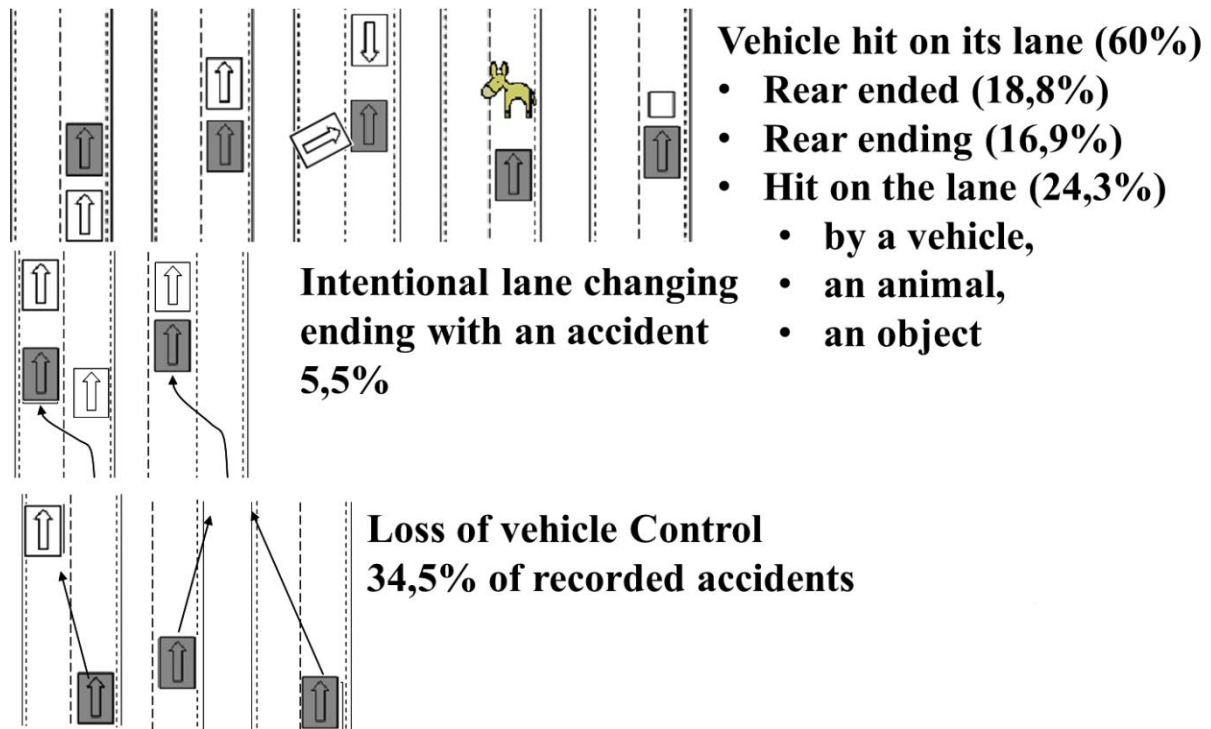 Vehicle hit on its lane (60%)
• Rear ended (18,8%)
• Rear ending (16,9%)
• Hit on the lane (24,3%)
• by a vehicle,
• an animal,
• an object
Intentional lane changing
ending with an accident
5,5%
Loss of vehicle Control
34,5% of recorded accidents